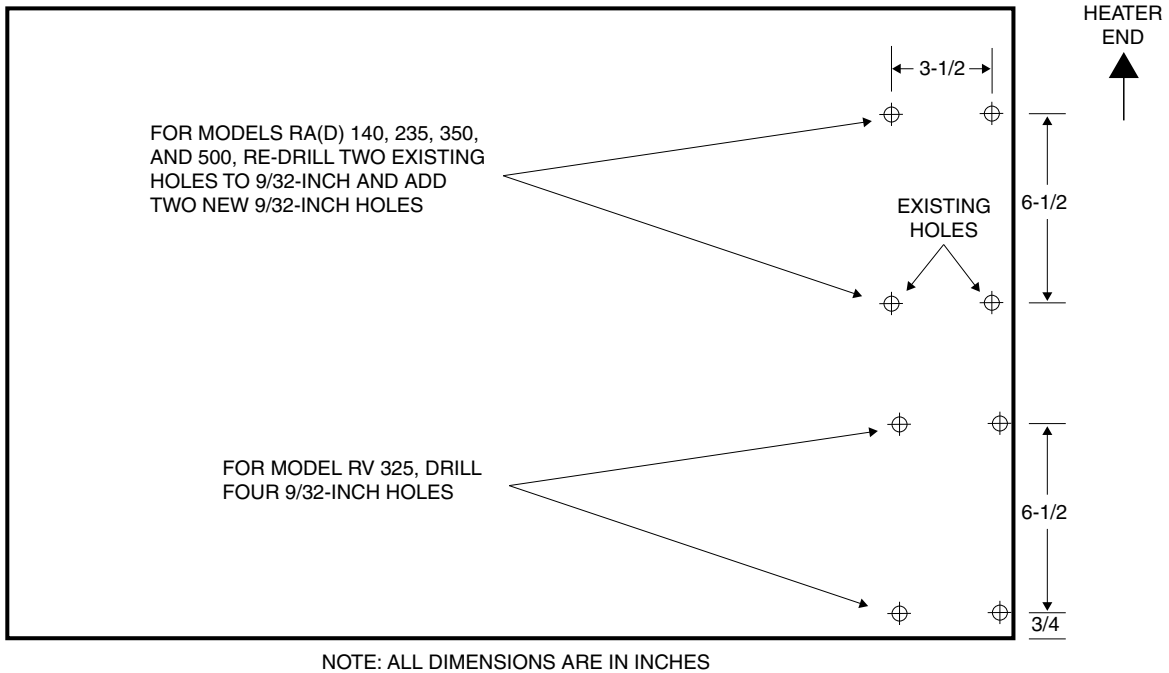 HEATER
END
3-1/2
FOR MODELS RA(D) 140, 235, 350,
AND 500, RE-DRILL TWO EXISTING
HOLES TO 9/32-INCH AND ADD
TWO NEW 9/32-INCH HOLES
EXISTING
HOLES
6-1/2
FOR MODEL RV 325, DRILL
FOUR 9/32-INCH HOLES
6-1/2
3/4
NOTE: ALL DIMENSIONS ARE IN INCHES